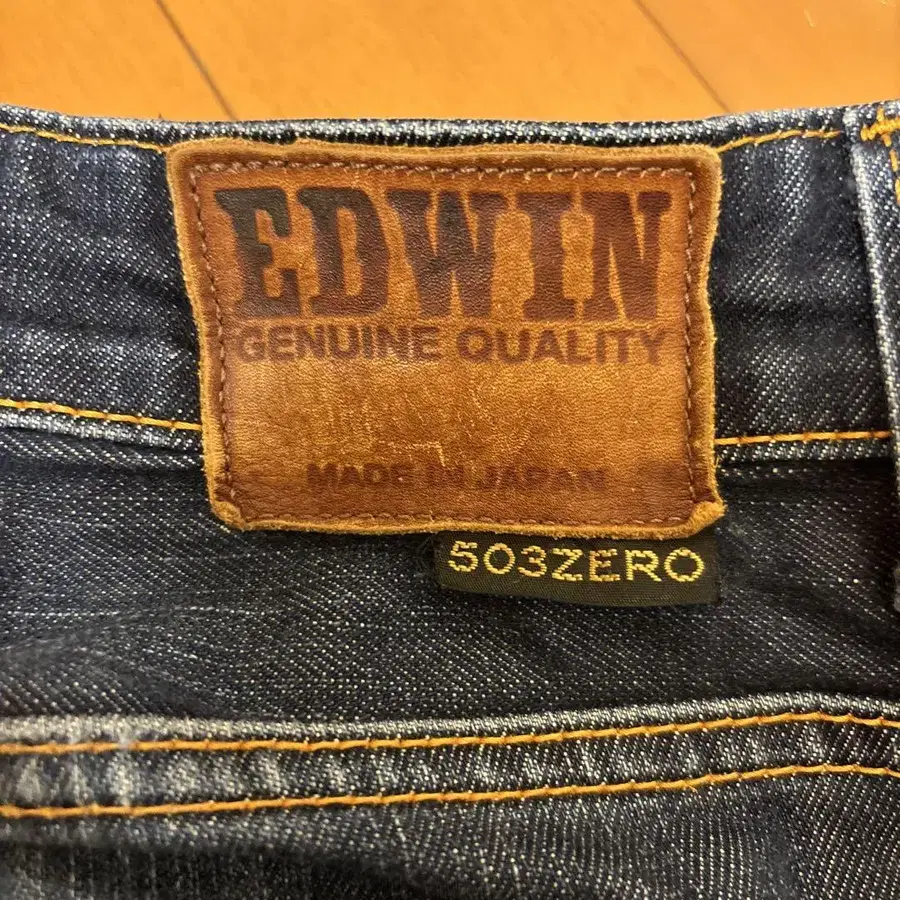 EDWIN
GENUINE QUALITY
MADE IN JAPAN
503ZERO